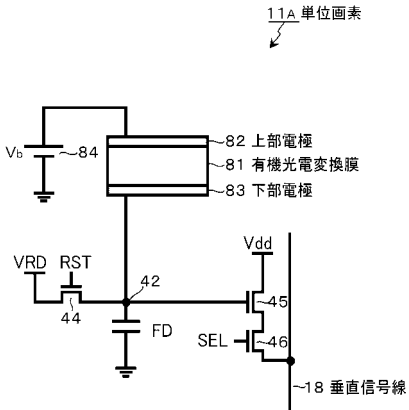 11A 単位画素
82 上部電極
Vb
84
81 有機光電変換膜
83 下部電極
Vdd
VRD
RST
42
45
44
FD
SEL
46
18 垂直信号線